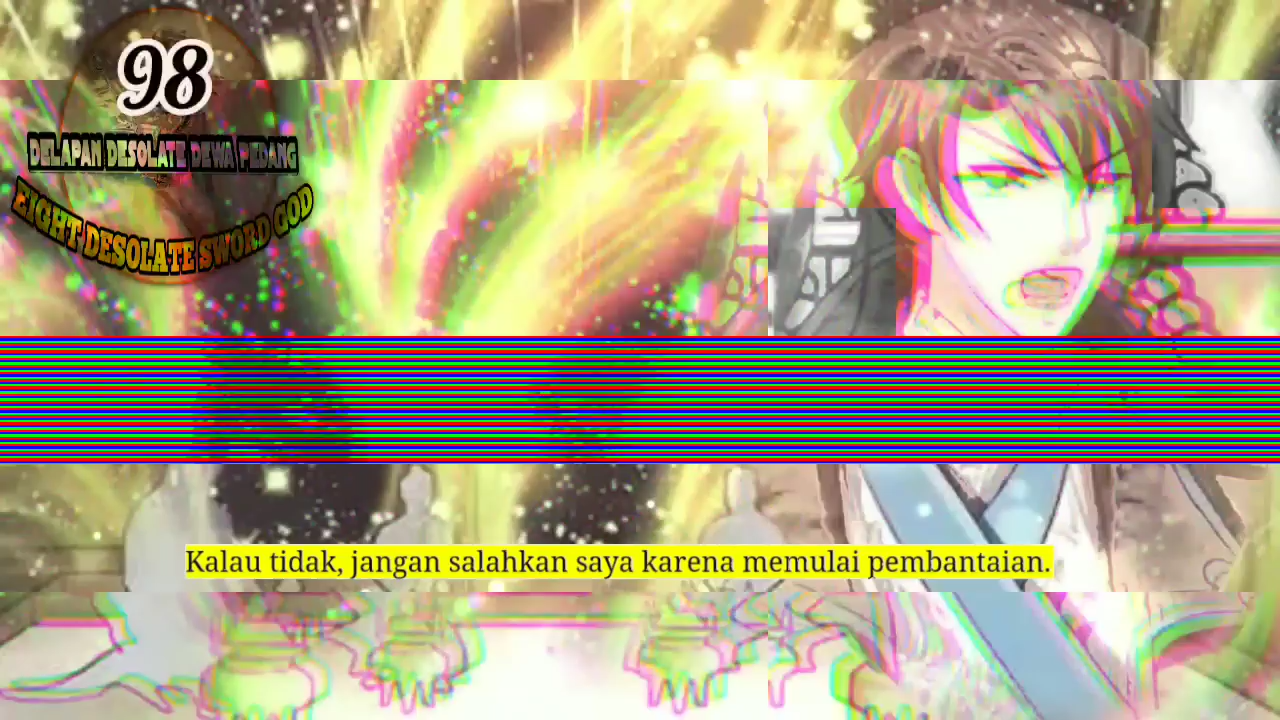 98
DELAPAN DESOLATE DEWA PEDANG
EIGHT DESOLATE SWORD GOD
Kalau tidak, jangan salahkan saya karena memulai pembantaian.